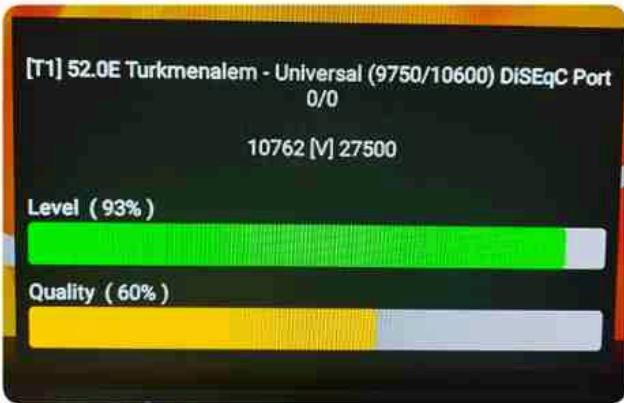 [T1] 52.0E Turkmenalem - Universal (9750/10600) DiSEqC Port
0/0
10762 [V] 27500
Level ( 93% )
Quality ( 60% )